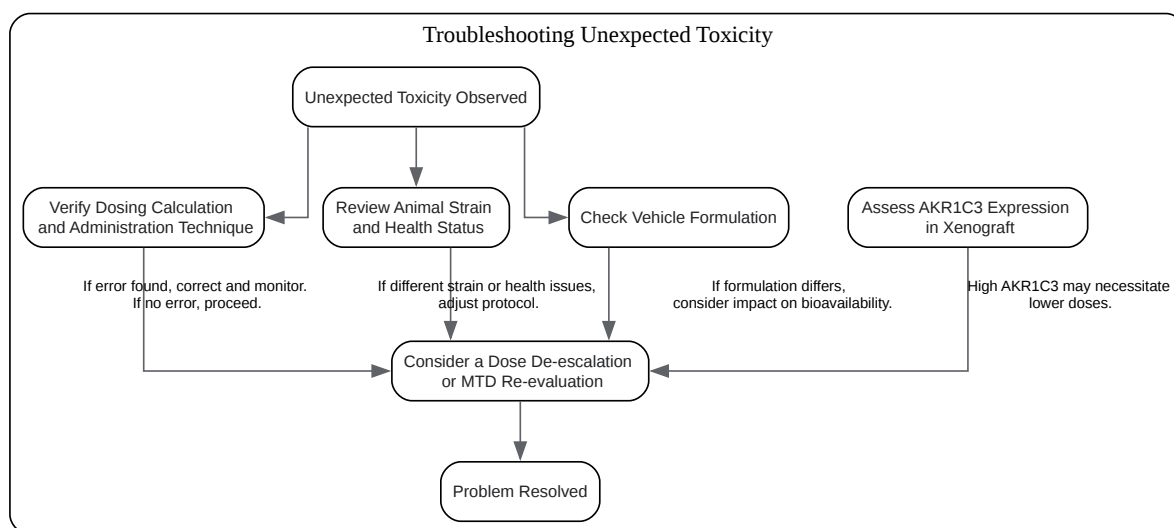 Troubleshooting Unexpected Toxicity
Unexpected Toxicity Observed
Verify Dosing Calculation
and Administration Technique
Review Animal Strain
and Health Status
Check Vehicle Formulation
Assess AKR1C3 Expression
in Xenograft
If error found, correct and monitor.
If no error, proceed.
If different strain or health issues,
adjust protocol.
If formulation differs,
consider impact on bioavailability.
High AKR1C3 may necessitate
lower doses.
Consider a Dose De-escalation
or MTD Re-evaluation
Problem Resolved